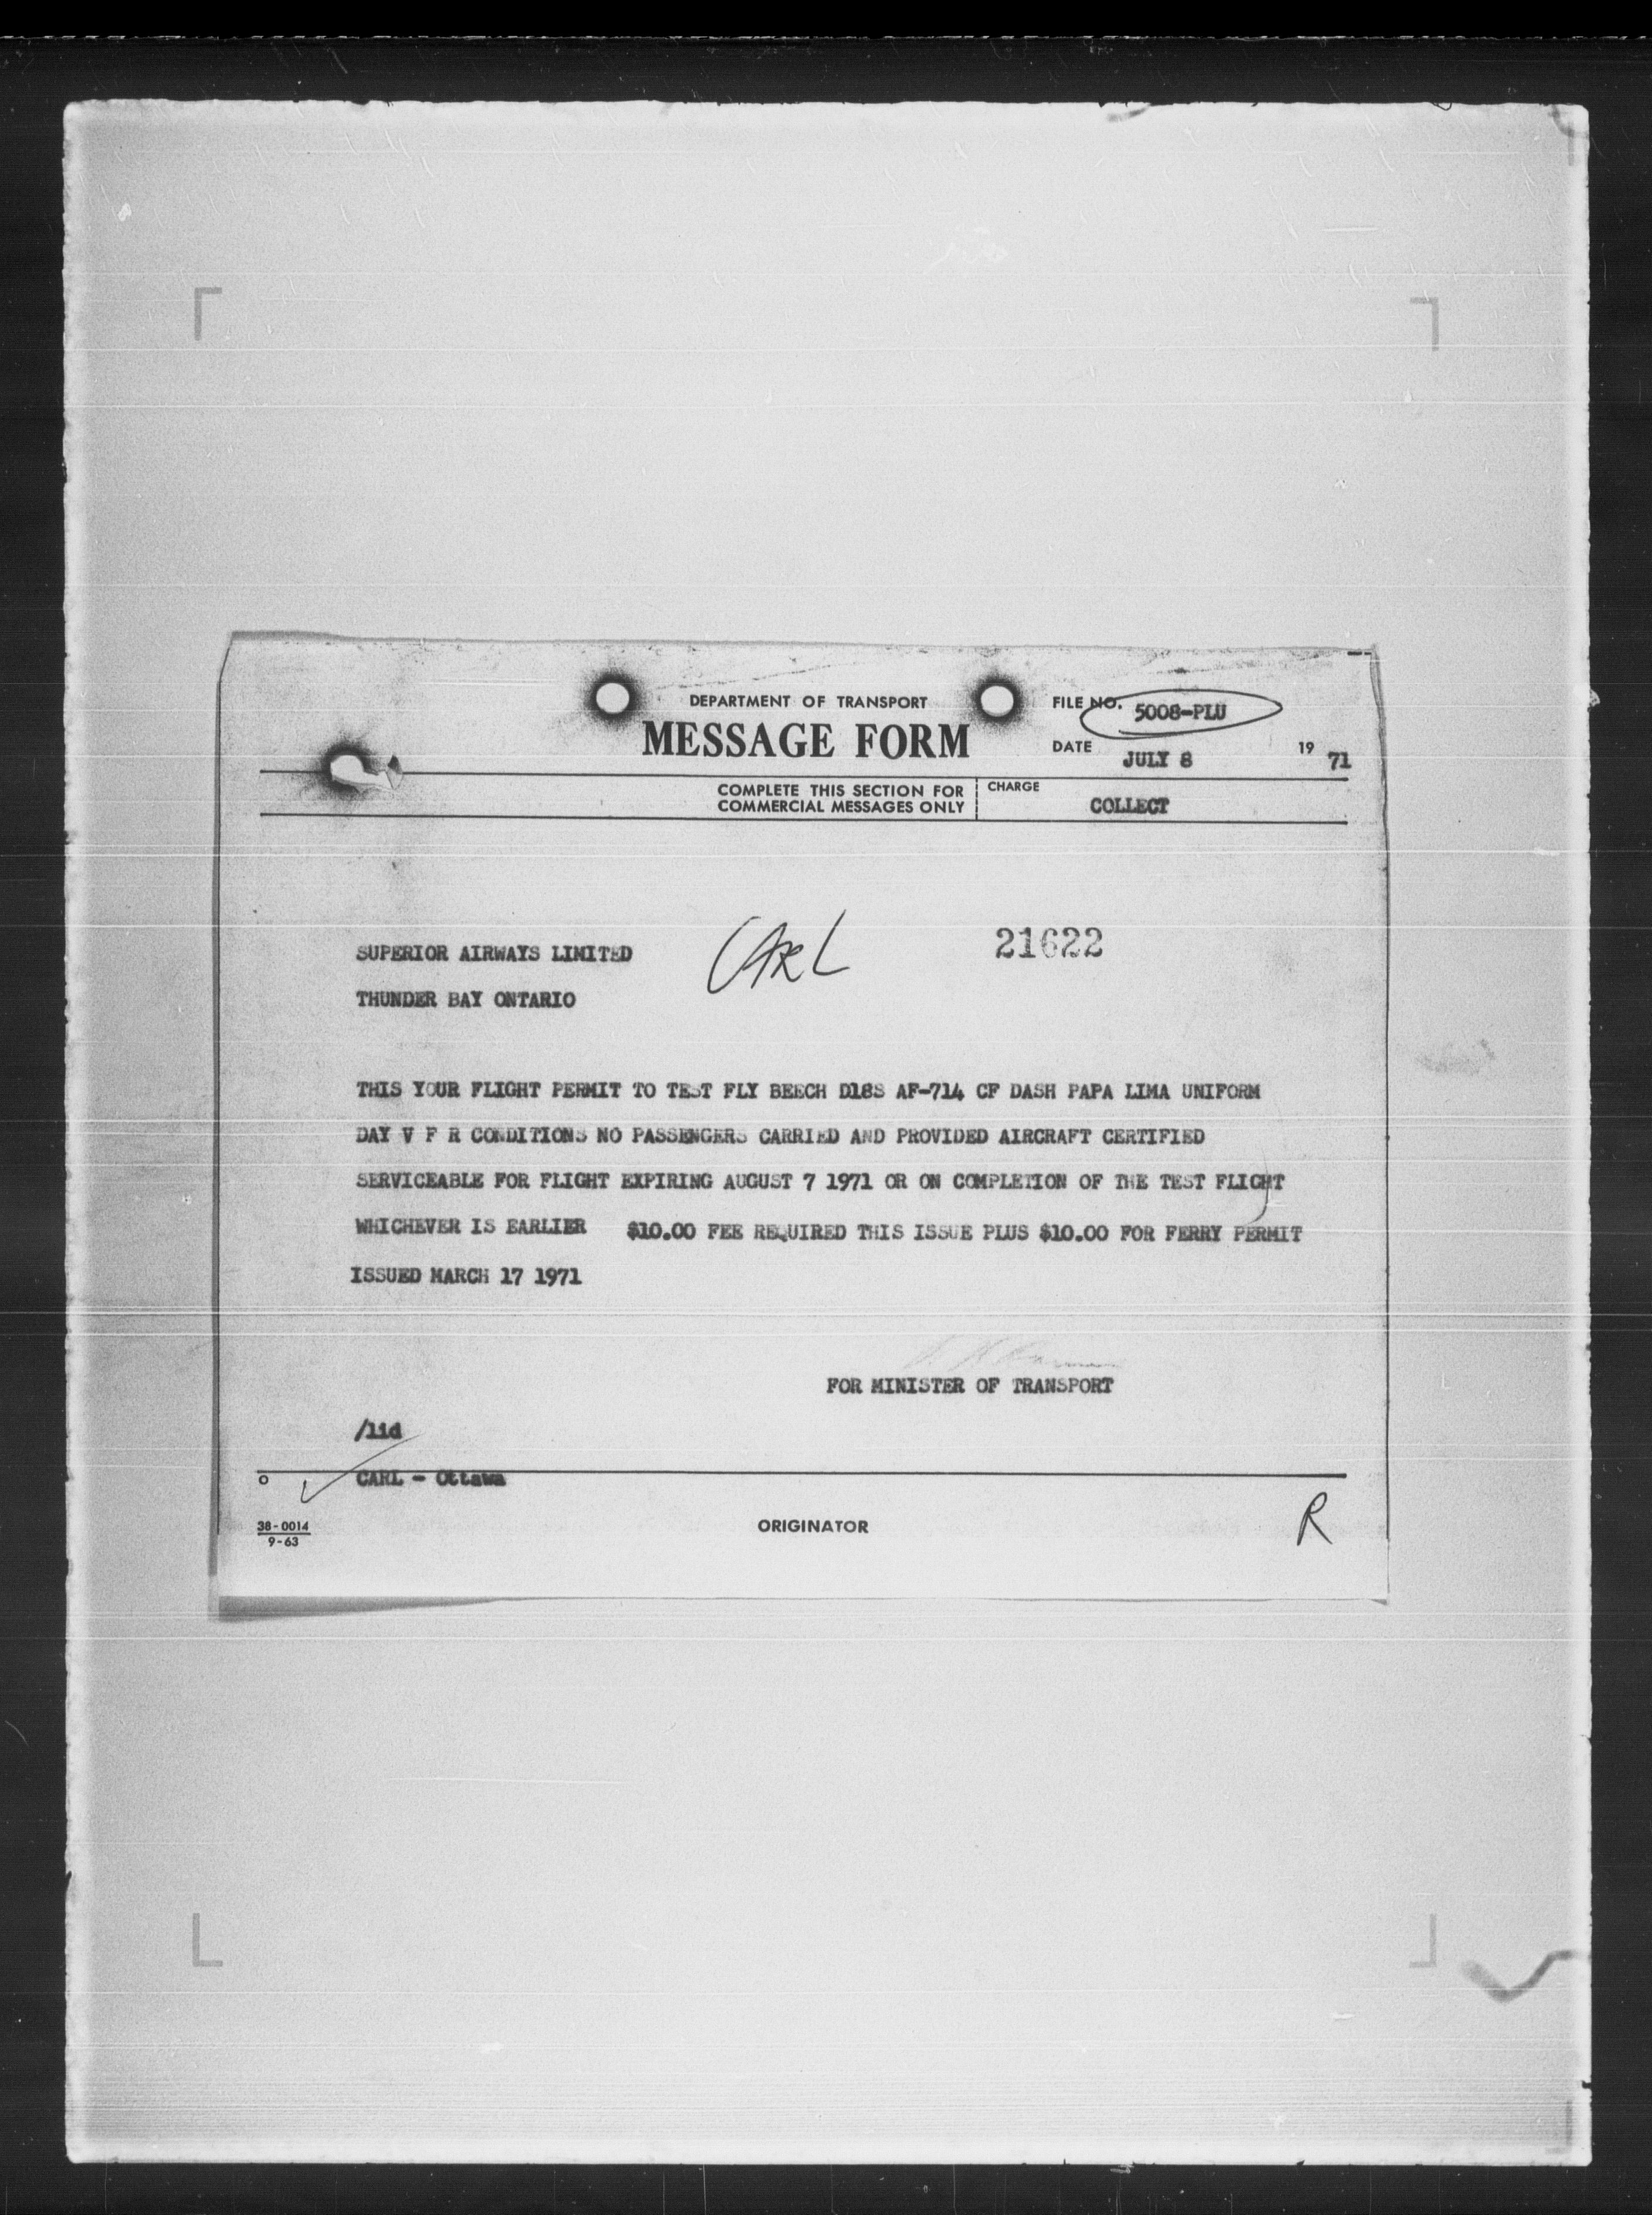 DEPARTMENT OF TRANSPORT
MESSAGE FORM
FILE NO. 5008-PLU
DATE JULY 8 19 71
COMPLETE THIS SECTION FOR
COMMERCIAL MESSAGES ONLY
CHARGE
COLLECT
SUPERIOR AIRWAYS LIMITED
CARL
21622
THUNDER BAY ONTARIO
THIS YOUR FLIGHT PERMIT TO TEST FLY BEECH D18S AF-714 CF DASH PAPA LIMA UNIFORM
DAY V F R CONDITIONS NO PASSENGERS CARRIED AND PROVIDED AIRCRAFT CERTIFIED
SERVICEABLE FOR FLIGHT EXPIRING AUGUST 7 1971 OR ON COMPLETION OF THE TEST FLIGHT
WHICHEVER IS EARLIER $10.00 FEE REQUIRED THIS ISSUE PLUS $10.00 FOR FERRY PERMIT
ISSUED MARCH 17 1971
FOR MINISTER OF TRANSPORT
/lid
CARL - Ottawa
38-0014
9-63
ORIGINATOR
R